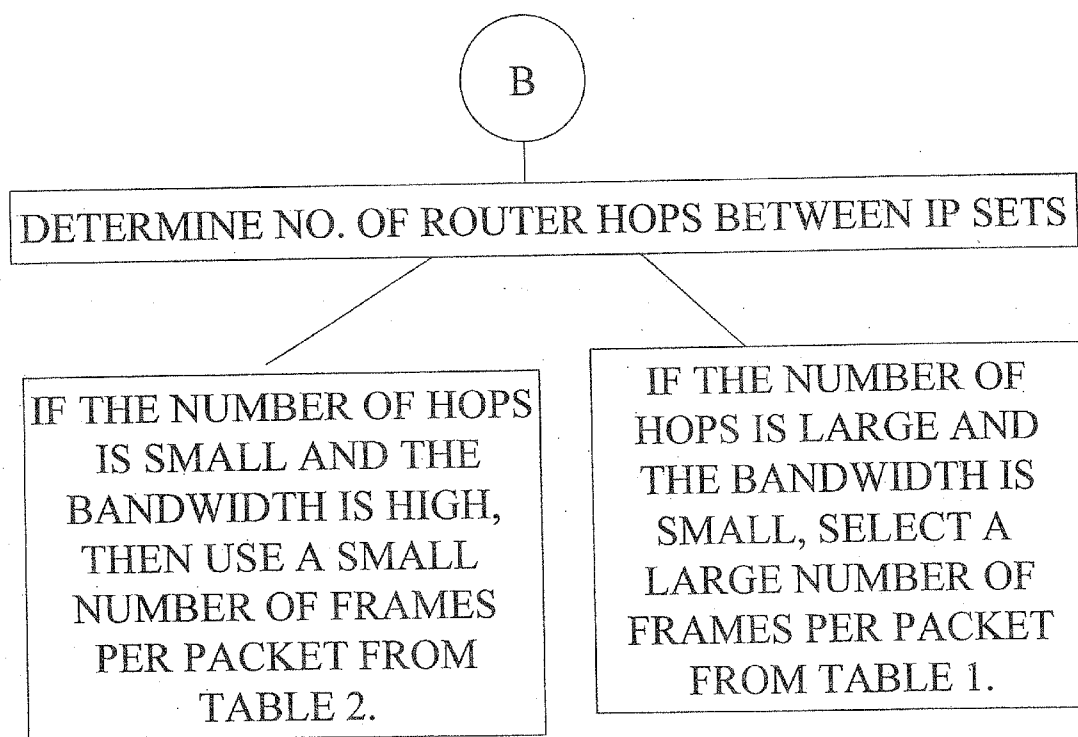 B
DETERMINE NO. OF ROUTER HOPS BETWEEN IP SETS
IF THE NUMBER OF HOPS
IS SMALL AND THE
BANDWIDTH IS HIGH,
THEN USE A SMALL
NUMBER OF FRAMES
PER PACKET FROM
TABLE 2.
IF THE NUMBER OF
HOPS IS LARGE AND
THE BANDWIDTH IS
SMALL, SELECT A
LARGE NUMBER OF
FRAMES PER PACKET
FROM TABLE 1.